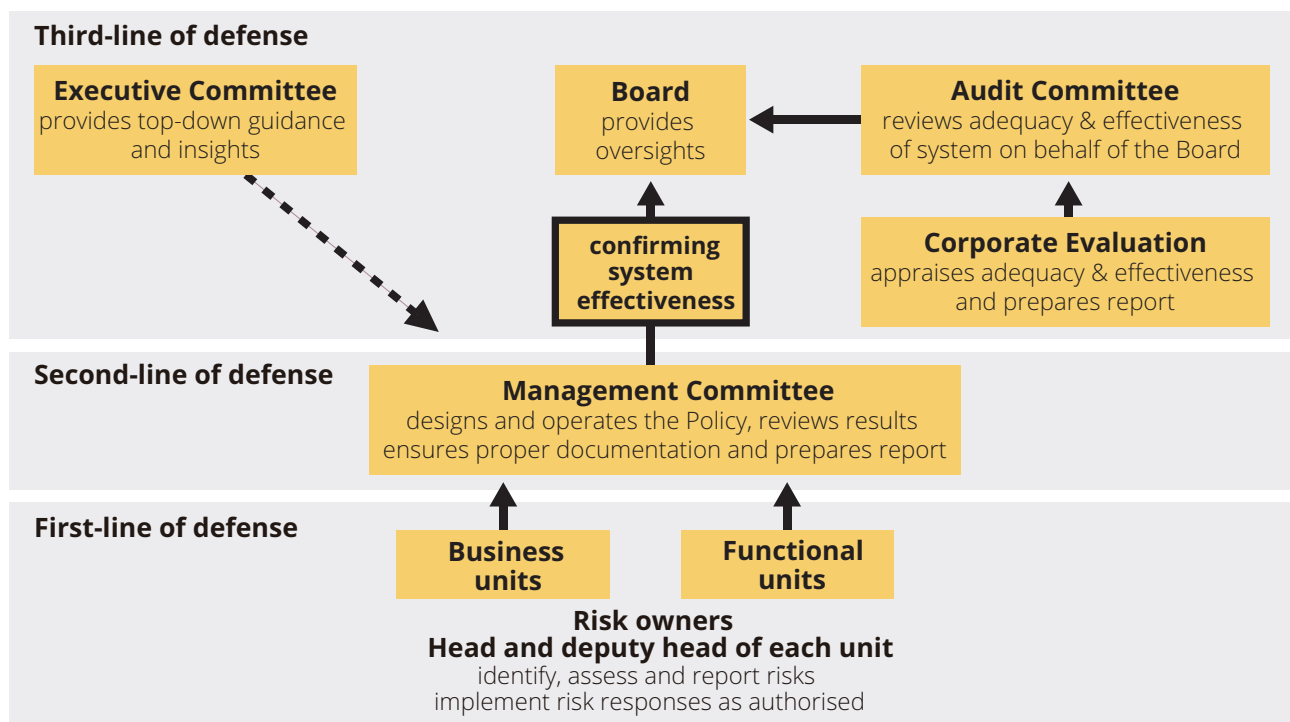 Third-line of defense
Executive Committee
provides top-down guidance
and insights
Board
provides
oversights
Audit Committee
reviews adequacy & effectiveness
of system on behalf of the Board
confirming
system
effectiveness
Corporate Evaluation
appraises adequacy & effectiveness
and prepares report
Second-line of defense
Management Committee
designs and operates the Policy, reviews results
ensures proper documentation and prepares report
First-line of defense
Business
units
Functional
units
Risk owners
Head and deputy head of each unit
identify, assess and report risks
implement risk responses as authorised